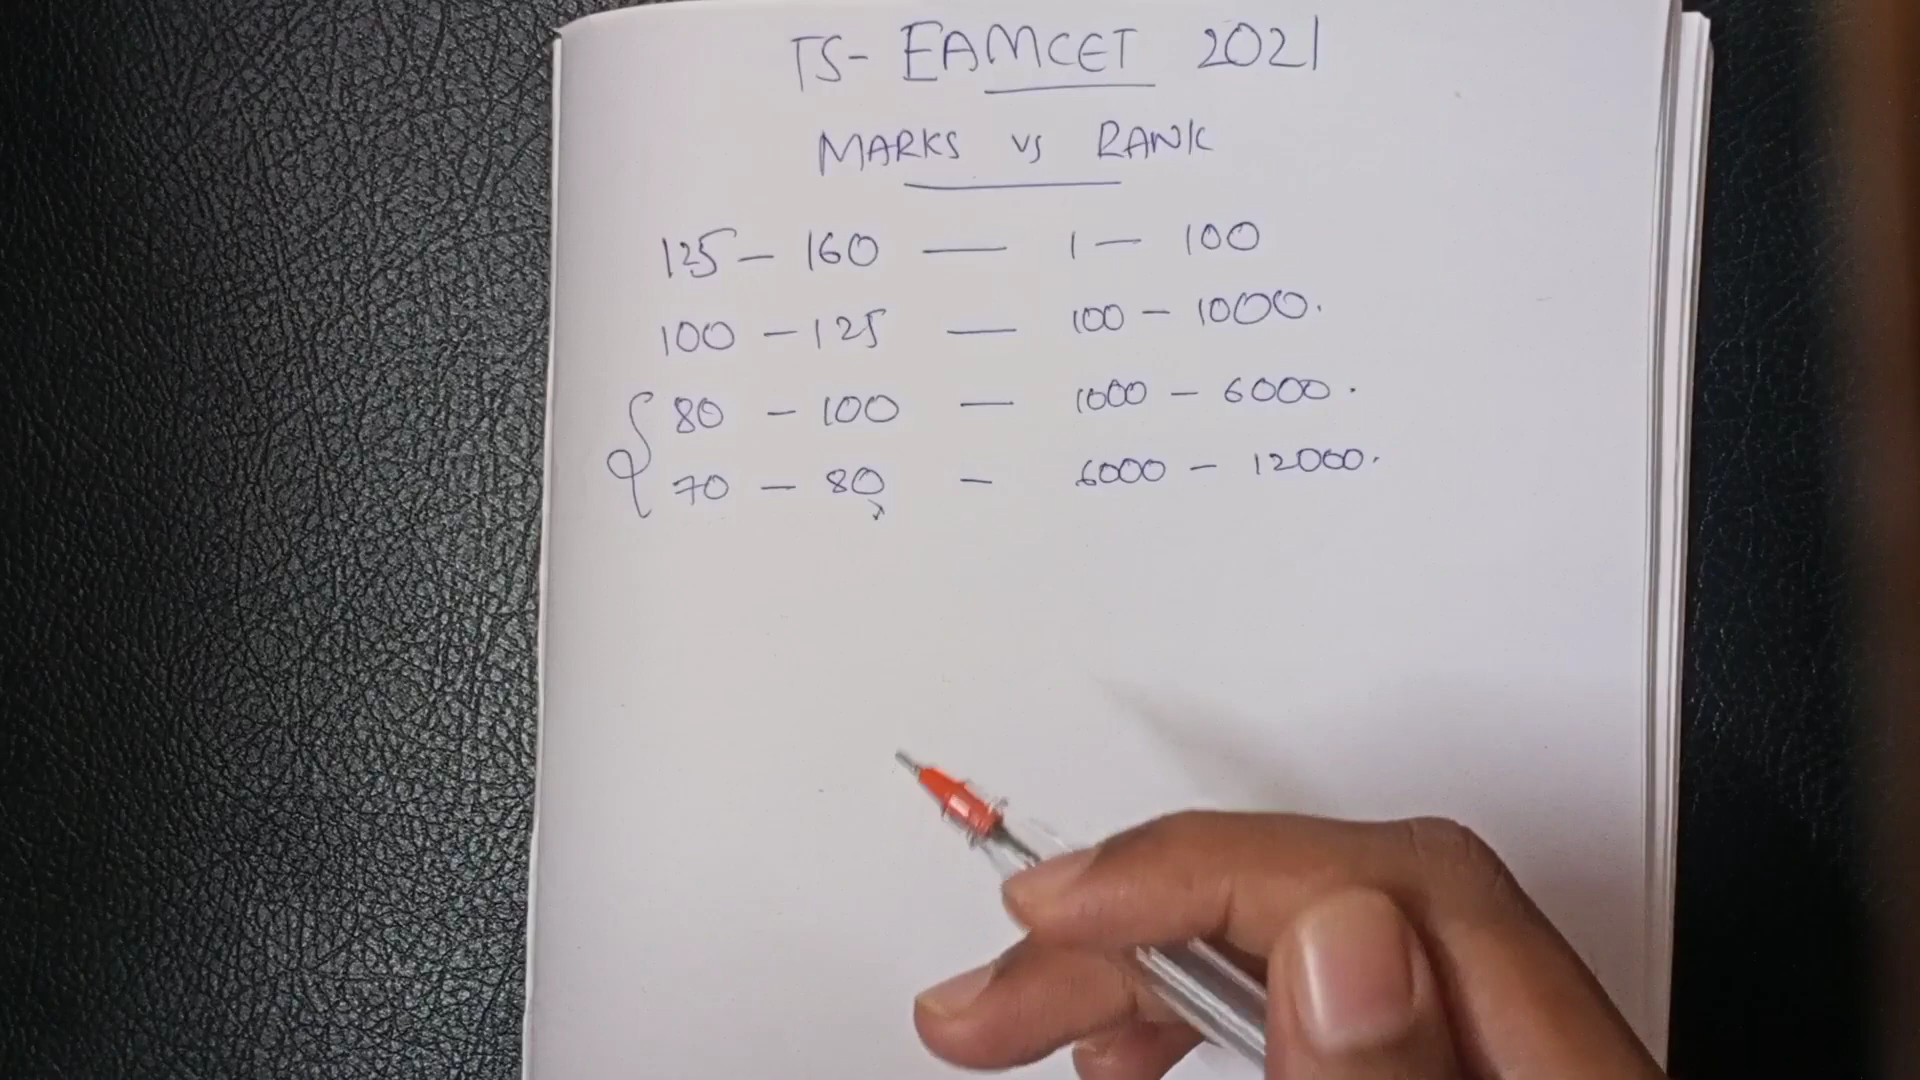 TS- EAMCET 2021
MARKS vs RANK
125 - 160 — 1 - 100
100 - 125 — 100 - 1000.
80 - 100 — 1000 - 6000.
70 - 80 - 6000 - 12000.